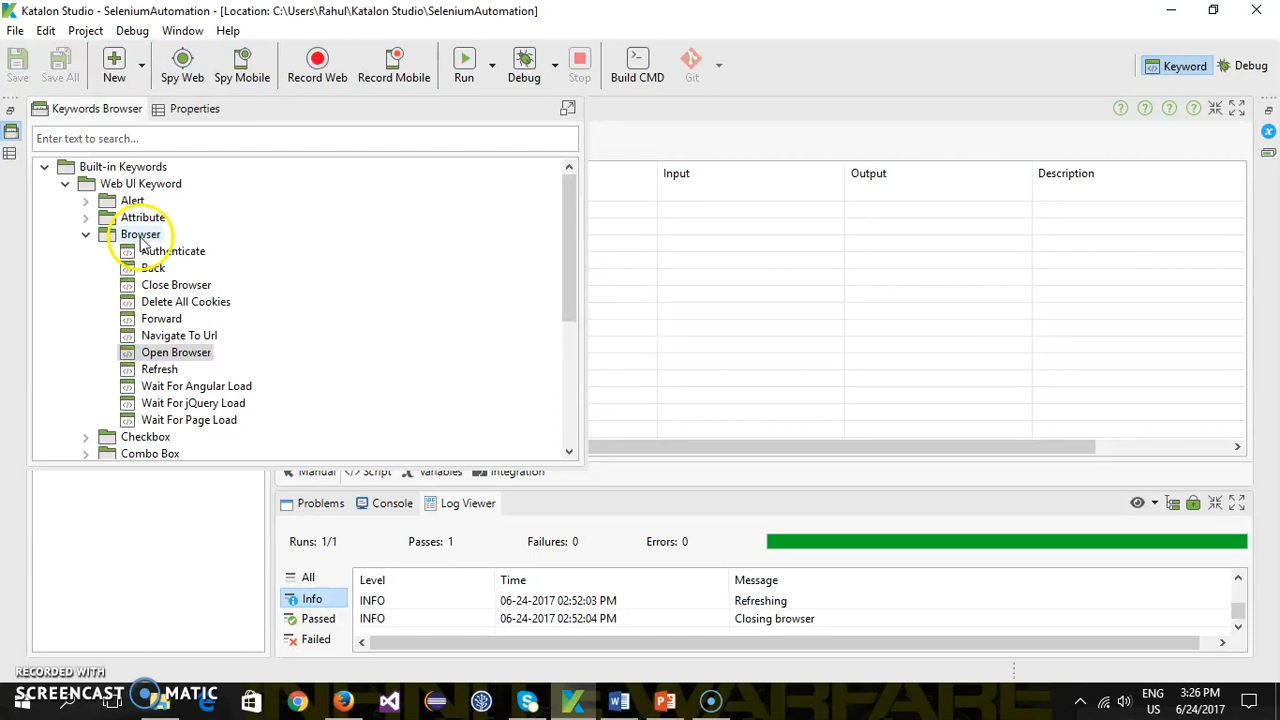 Katalon Studio - SeleniumAutomation - [Location: C:\Users\Rahul\Katalon Studio\SeleniumAutomation]
File Edit Project Debug Window Help
Save Save All New Spy Web Spy Mobile Record Web Record Mobile Run Debug Stop Build CMD Git Keyword Debug
Keywords Browser Properties
Enter text to search...
Built-in Keywords
Web UI Keyword
Alert
Attribute
Browser
Authenticate
Back
Close Browser
Delete All Cookies
Forward
Navigate To Url
Open Browser
Refresh
Wait For Angular Load
Wait For jQuery Load
Wait For Page Load
Checkbox
Combo Box
Input Output Description
Manual Script Variables Integration
Problems Console Log Viewer
Runs: 1/1 Passes: 1 Failures: 0 Errors: 0
All
Info
Passed
Failed
Level Time Message
INFO 06-24-2017 02:52:03 PM Refreshing
INFO 06-24-2017 02:52:04 PM Closing browser
RECORDED WITH
SCREENCAST MATIC
WARFARE
ENG 3:26 PM
US 6/24/2017